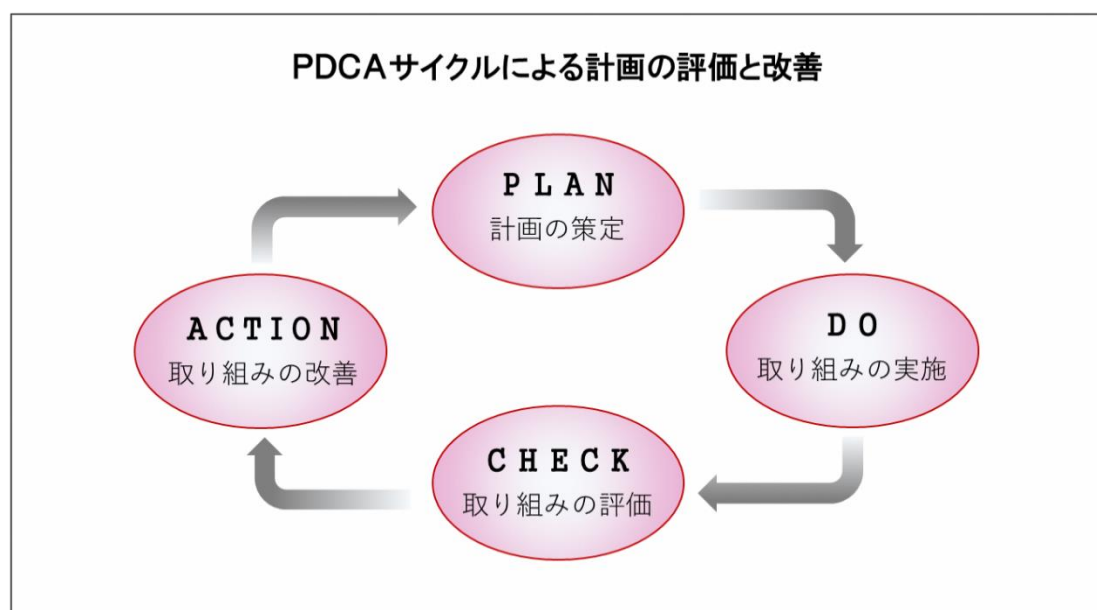 PDCAサイクルによる計画の評価と改善
PLAN
計画の策定
DO
取り組みの実施
CHECK
取り組みの評価
ACTION
取り組みの改善